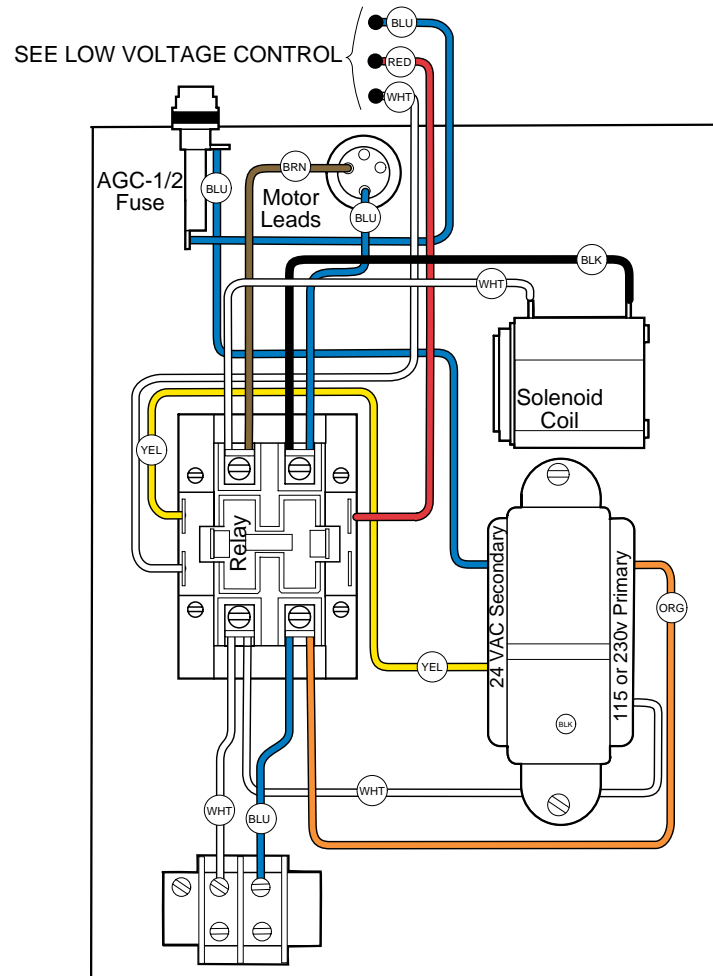 BLU
SEE LOW VOLTAGE CONTROL
RED
WHT
AGC-1/2
Fuse
BLU
BRN
Motor
Leads
BLU
WHT
BLK
Solenoid
Coil
YEL
Relay
24 VAC Secondary
115 or 230v Primary
ORG
YEL
BLK
WHT
WHT
BLU